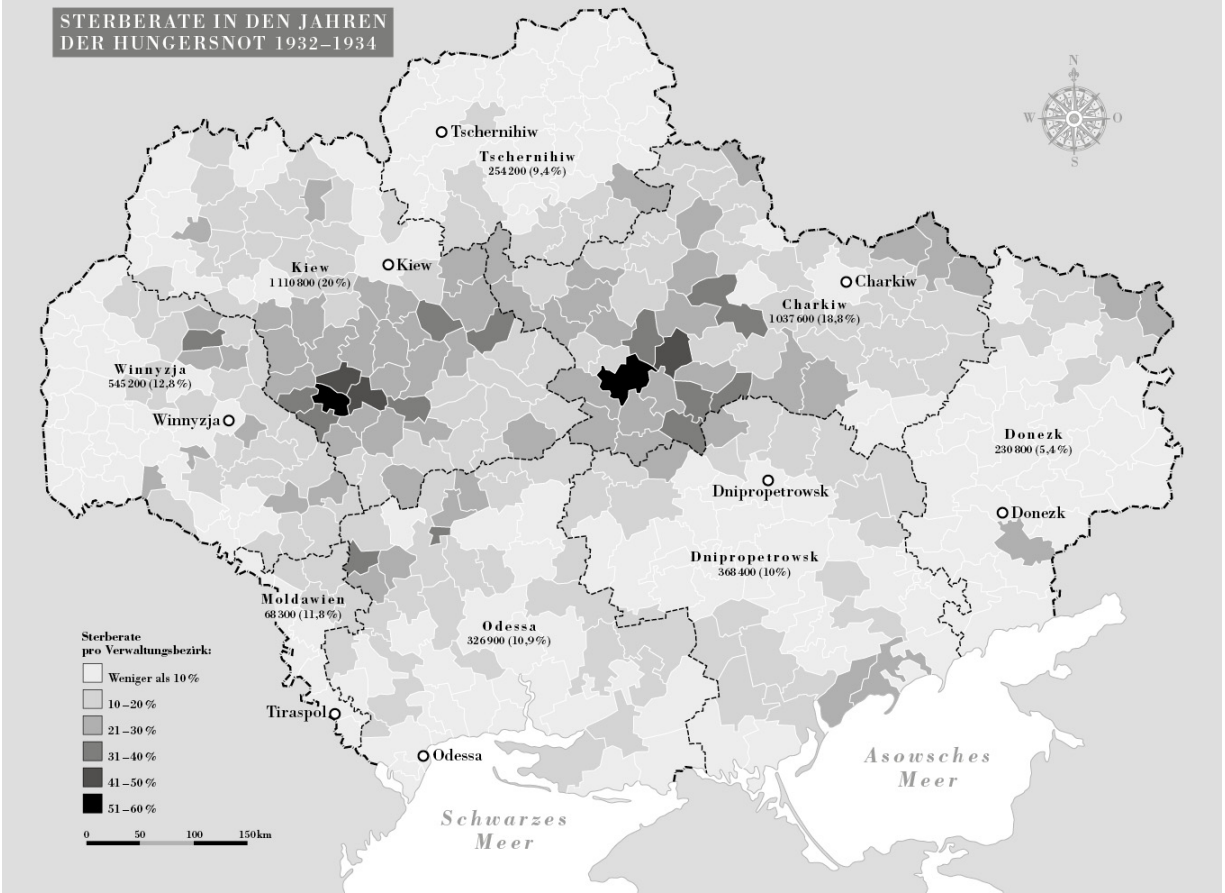 STERBERATE IN DEN JAHREN
DER HUNGERSNOT 1932–1934
N
W
O
S
Tschernihiw
Tschernihiw
254 200 (9,4%)
Kiew
Kiew
1 110 800 (20%)
Charkiw
Charkiw
1 037 600 (18,8%)
Winnyzja
545 200 (12,8%)
Winnyzja
Donezk
230 800 (5,4%)
Dnipropetrowsk
Donezk
Dnipropetrowsk
368 400 (10%)
Moldawien
68 300 (11,8%)
Odessa
326 900 (10,9%)
Sterberate
pro Verwaltungsbezirk:
Weniger als 10 %
10–20 %
21–30 %
31–40 %
41–50 %
51–60 %
Tiraspol
Odessa
Asowsches
Meer
Schwarzes
Meer
0 50 100 150 km